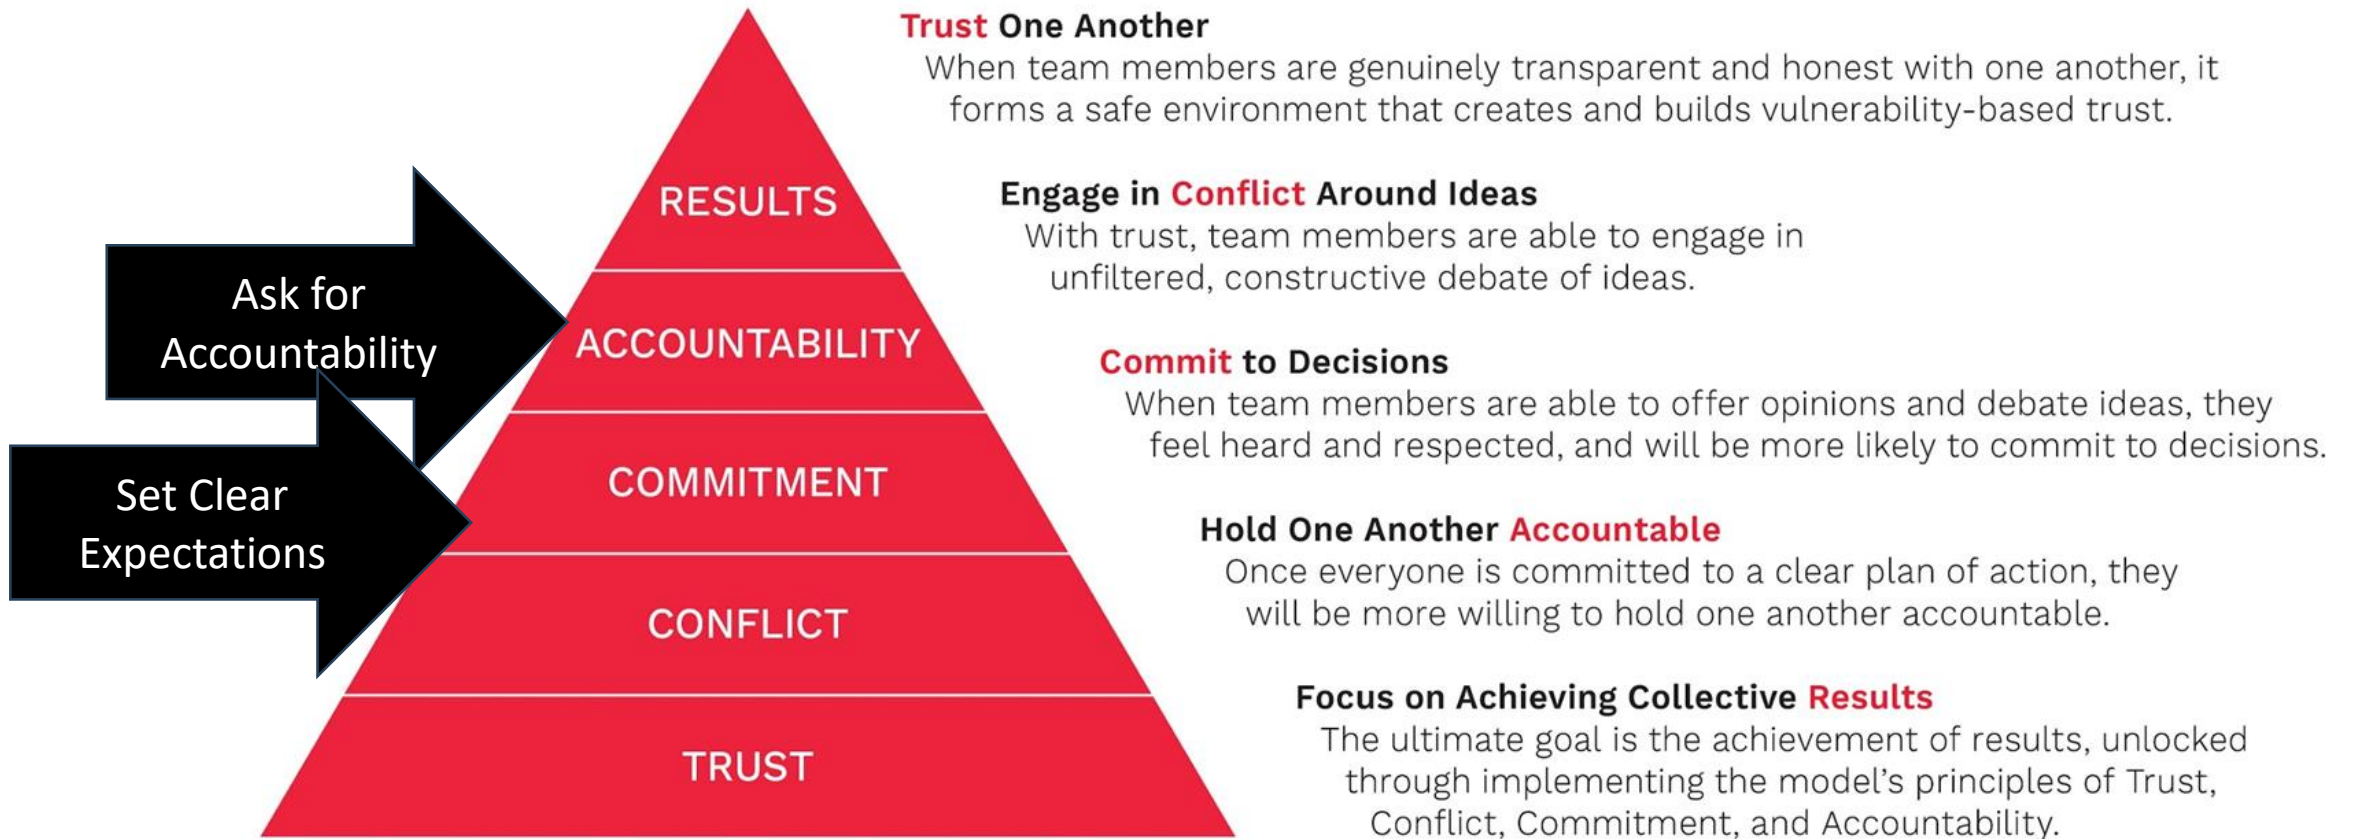 Ask for
Accountability
Set Clear
Expectations
RESULTS
ACCOUNTABILITY
COMMITMENT
CONFLICT
TRUST
Trust One Another
When team members are genuinely transparent and honest with one another, it
forms a safe environment that creates and builds vulnerability-based trust.
Engage in Conflict Around Ideas
With trust, team members are able to engage in
unfiltered, constructive debate of ideas.
Commit to Decisions
When team members are able to offer opinions and debate ideas, they
feel heard and respected, and will be more likely to commit to decisions.
Hold One Another Accountable
Once everyone is committed to a clear plan of action, they
will be more willing to hold one another accountable.
Focus on Achieving Collective Results
The ultimate goal is the achievement of results, unlocked
through implementing the model's principles of Trust,
Conflict, Commitment, and Accountability.